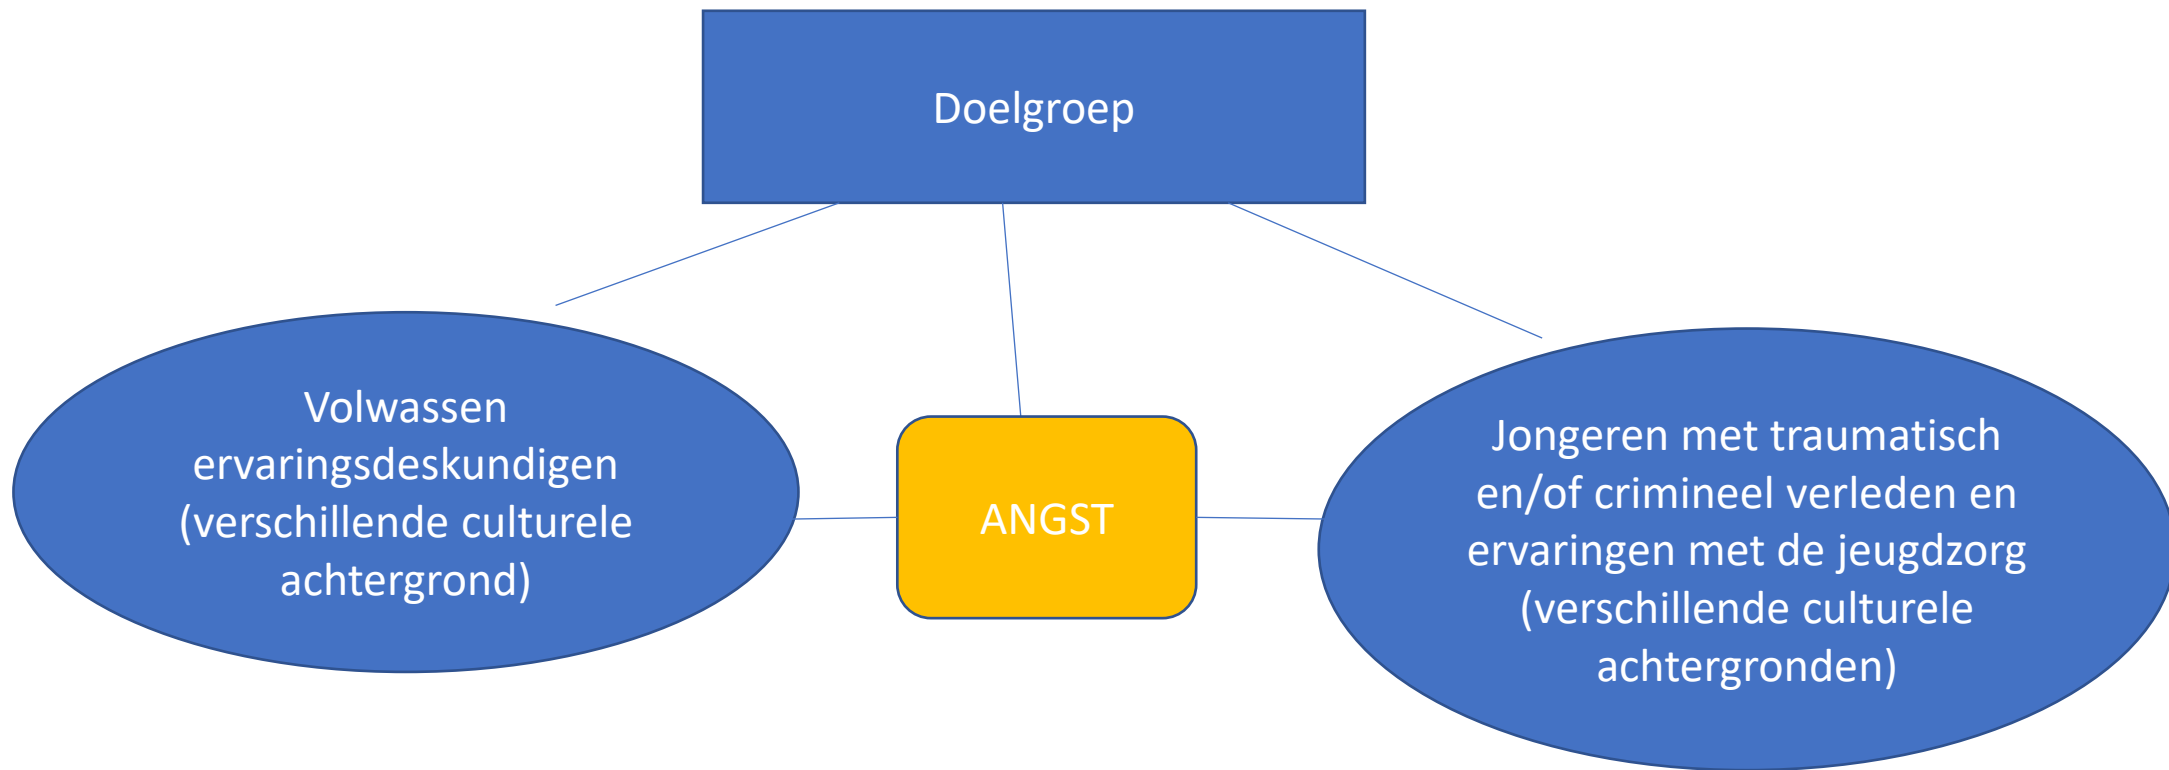 Doelgroep
Volwassen
ervaringsdeskundigen
(verschillende culturele
achtergrond)
ANGST
Jongeren met traumatisch
en/of crimineel verleden en
ervaringen met de jeugdzorg
(verschillende culturele
achtergronden)